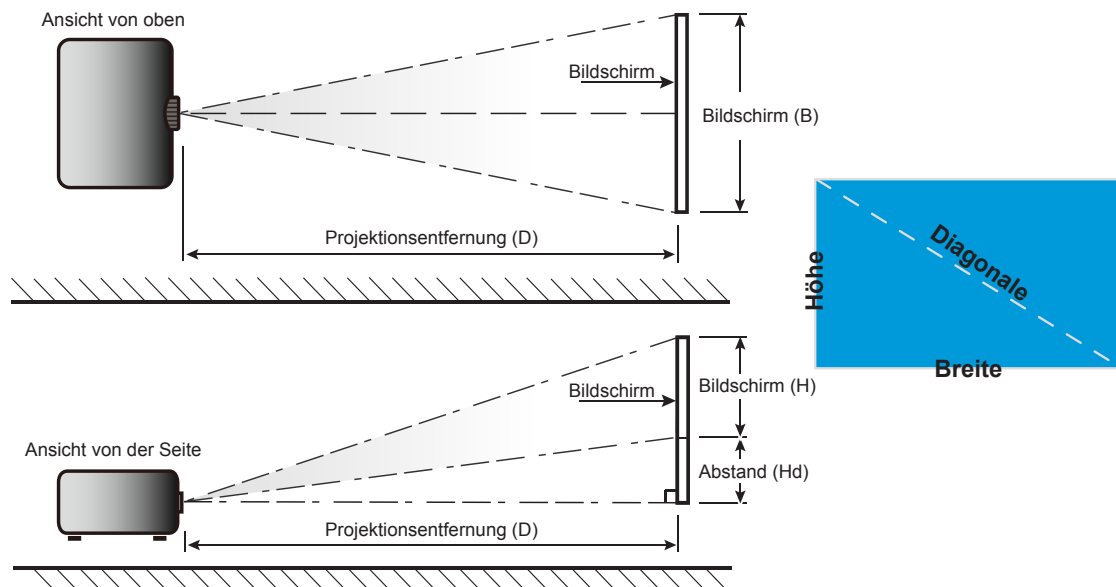 Ansicht von oben
Bildschirm
Bildschirm (B)
Projektionsentfernung (D)
Höhe
Diagonale
Breite
Ansicht von der Seite
Bildschirm
Bildschirm (H)
Abstand (Hd)
Projektionsentfernung (D)